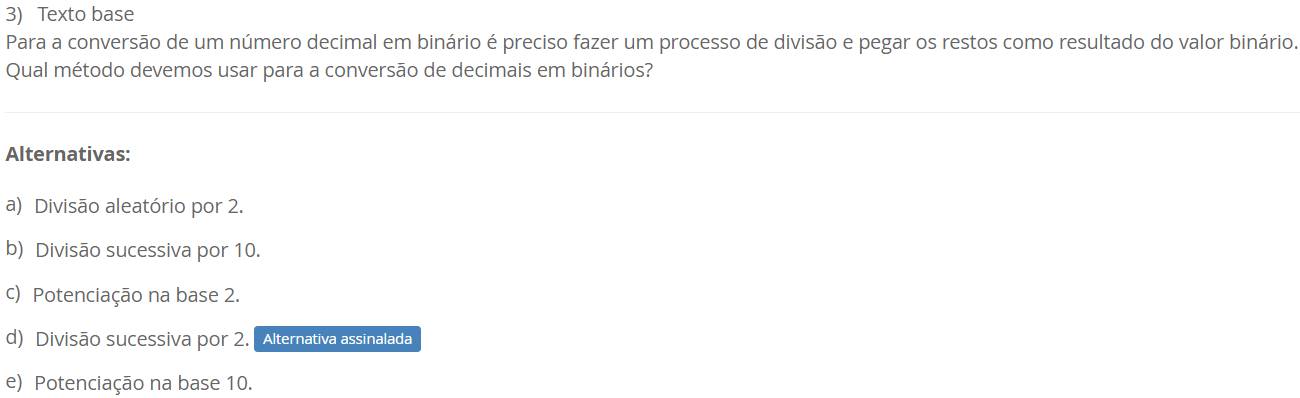 3) Texto base
Para a conversão de um número decimal em binário é preciso fazer um processo de divisão e pegar os restos como resultado do valor binário.
Qual método devemos usar para a conversão de decimais em binários?
Alternativas:
a) Divisão aleatório por 2.
b) Divisão sucessiva por 10.
c) Potenciação na base 2.
d) Divisão sucessiva por 2. Alternativa assinalada
e) Potenciação na base 10.